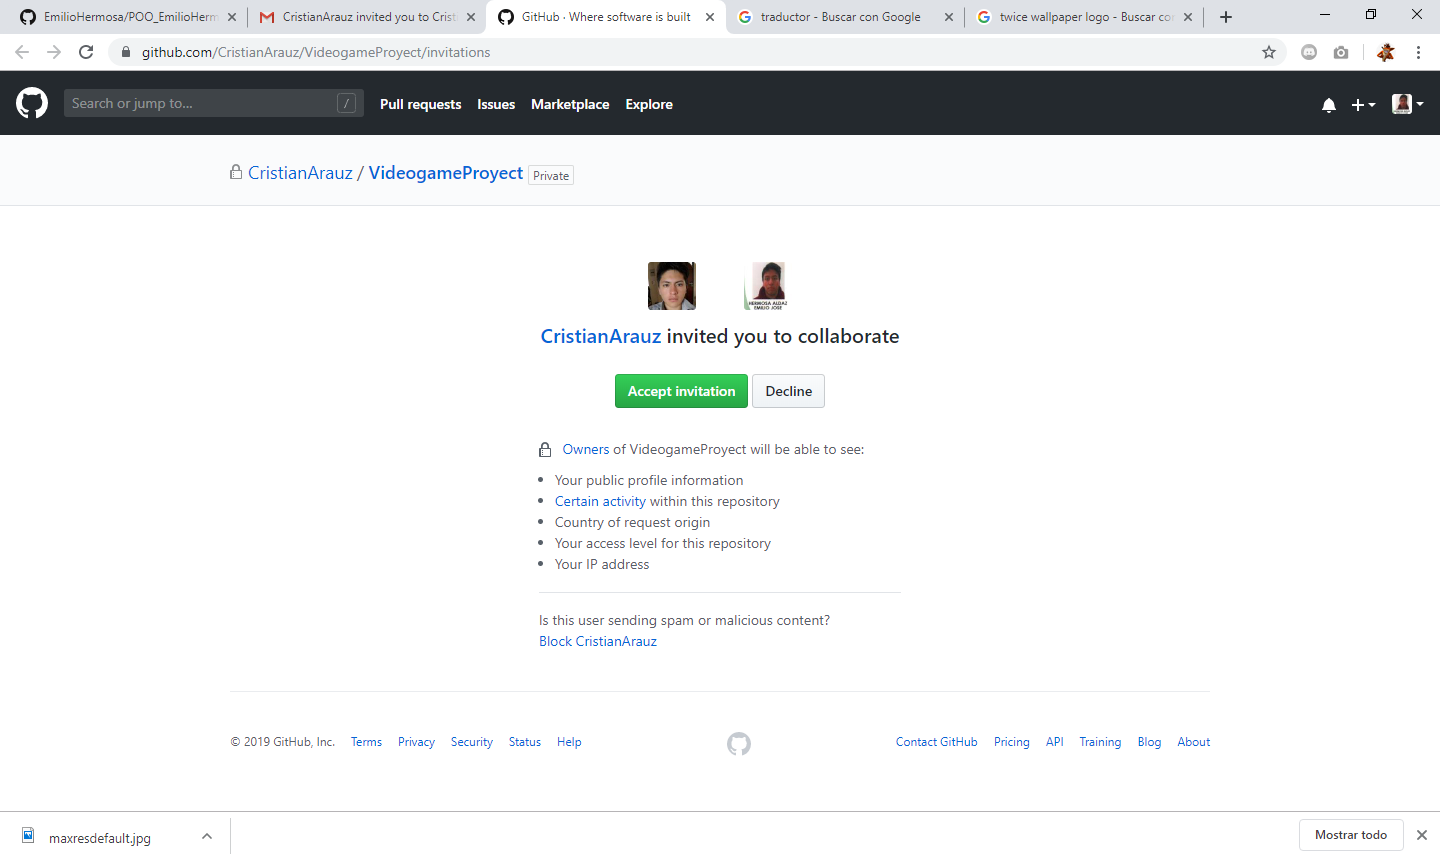 EmilioHermosa/POO_EmilioHerm
CristianArauz invited you to Crist
GitHub · Where software is built
traductor - Buscar con Google
twice wallpaper logo - Buscar con
github.com/CristianArauz/VideogameProyect/invitations
Search or jump to...
/
Pull requests
Issues
Marketplace
Explore
CristianArauz / VideogameProyect
Private
HERMOSA ALDAZ
EMILIO JOSE
CristianArauz invited you to collaborate
Accept invitation
Decline
Owners of VideogameProyect will be able to see:
Your public profile information
Certain activity within this repository
Country of request origin
Your access level for this repository
Your IP address
Is this user sending spam or malicious content?
Block CristianArauz
© 2019 GitHub, Inc.
Terms
Privacy
Security
Status
Help
Contact GitHub
Pricing
API
Training
Blog
About
maxresdefault.jpg
Mostrar todo